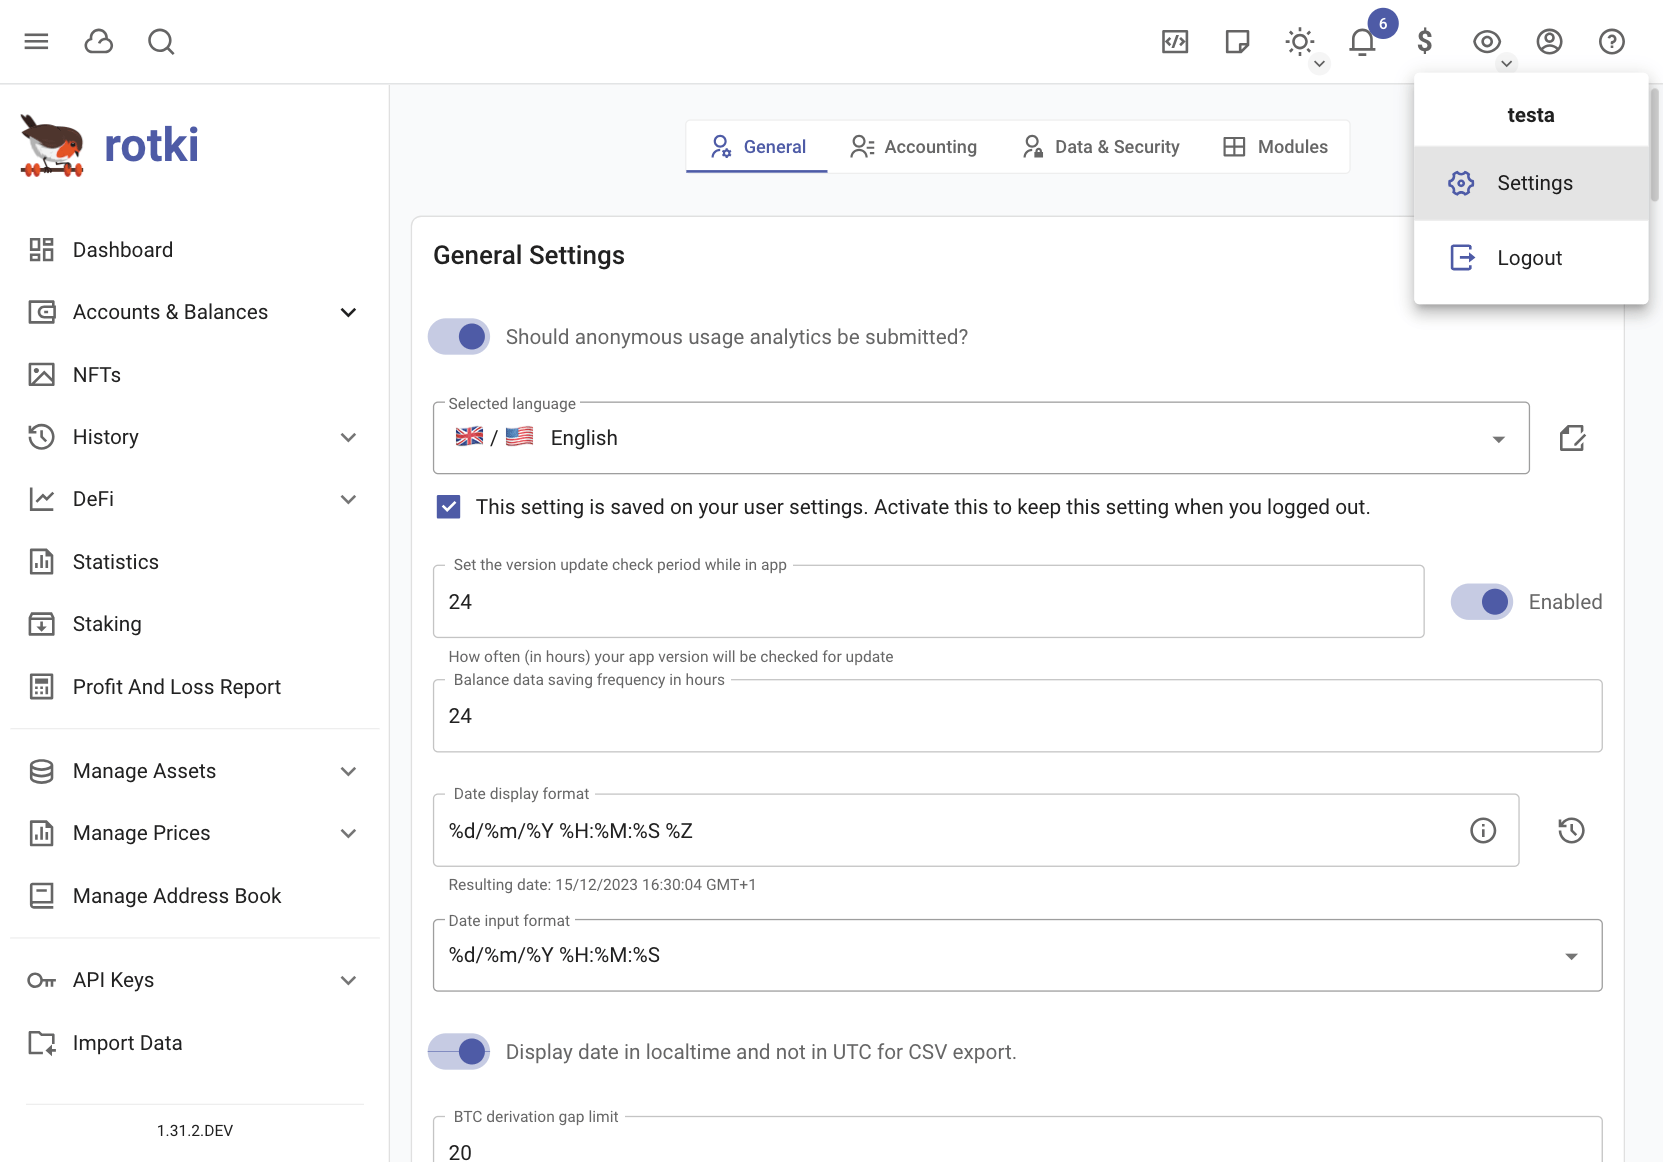 6
testa
Settings
Logout
rotki
Dashboard
Accounts & Balances
NFTs
History
DeFi
Statistics
Staking
Profit And Loss Report
Manage Assets
Manage Prices
Manage Address Book
API Keys
Import Data
1.31.2.DEV
General
Accounting
Data & Security
Modules
General Settings
Should anonymous usage analytics be submitted?
Selected language
/ English
This setting is saved on your user settings. Activate this to keep this setting when you logged out.
Set the version update check period while in app
24
Enabled
How often (in hours) your app version will be checked for update
Balance data saving frequency in hours
24
Date display format
%d/%m/%Y %H:%M:%S %Z
Resulting date: 15/12/2023 16:30:04 GMT+1
Date input format
%d/%m/%Y %H:%M:%S
Display date in localtime and not in UTC for CSV export.
BTC derivation gap limit
20